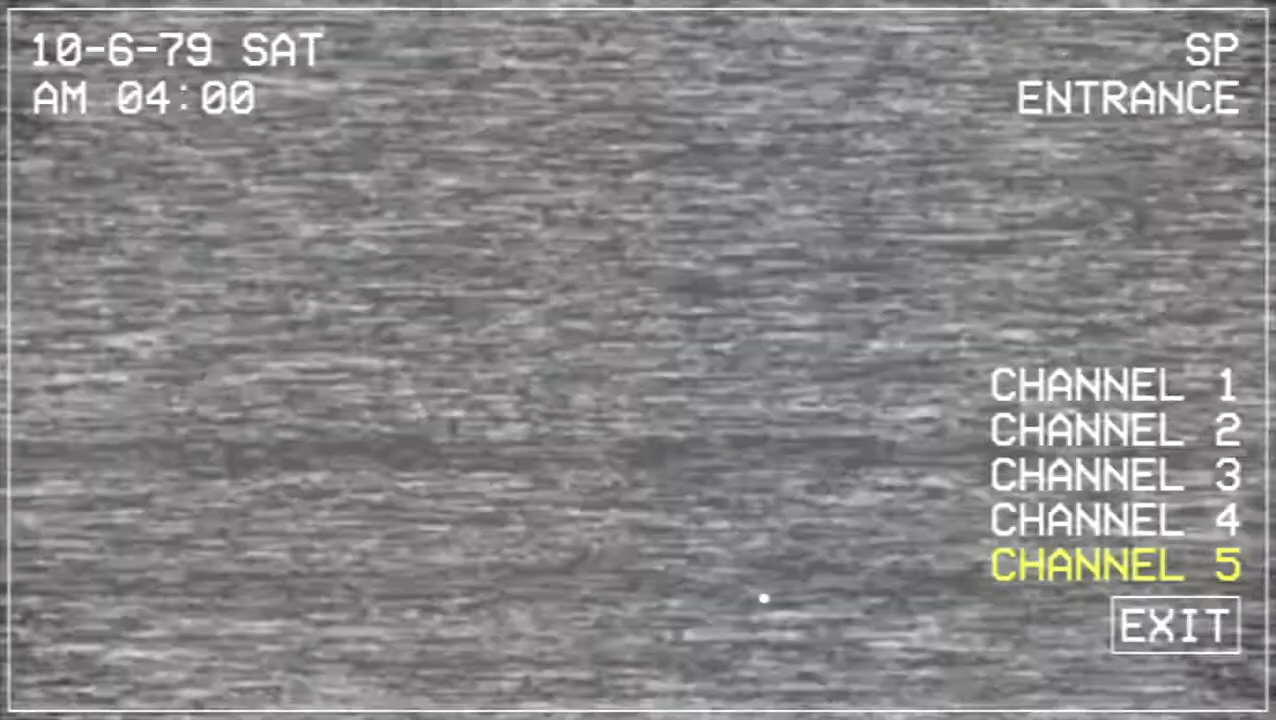 10-6-79 SAT
AM 04:00
SP
ENTRANCE
CHANNEL 1
CHANNEL 2
CHANNEL 3
CHANNEL 4
CHANNEL 5
EXIT